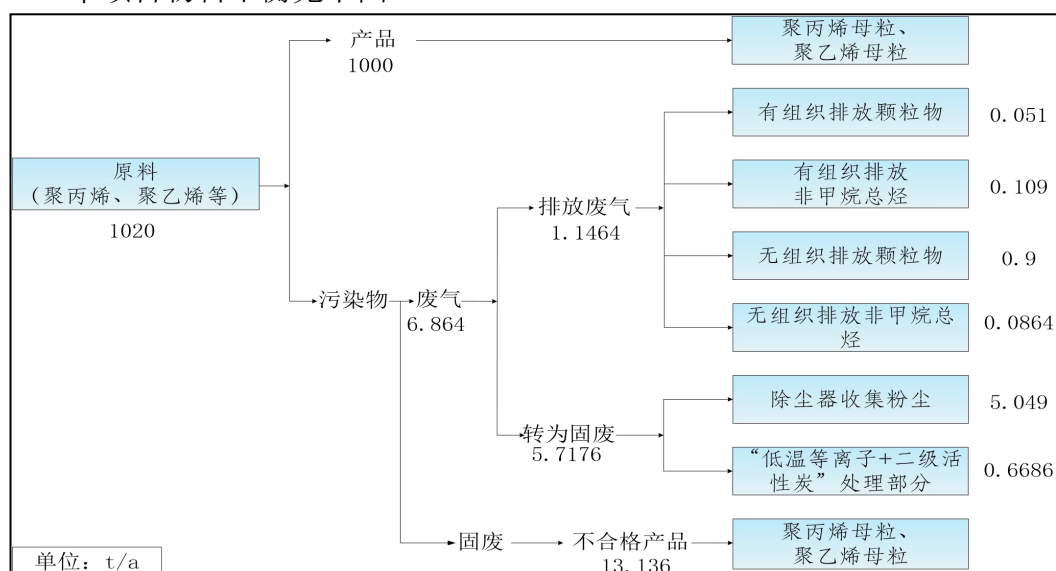 产品
1000
聚丙烯母粒、
聚乙烯母粒
有组织排放颗粒物
0.051
原料
(聚丙烯、聚乙烯等)
1020
有组织排放
非甲烷总烃
0.109
排放废气
1.1464
无组织排放颗粒物
0.9
污染物
废气
6.864
无组织排放非甲烷总
烃
0.0864
除尘器收集粉尘
5.049
转为固废
5.7176
“低温等离子+二级活
性炭”处理部分
0.6686
固废
不合格产品
13.136
聚丙烯母粒、
聚乙烯母粒
单位: t/a